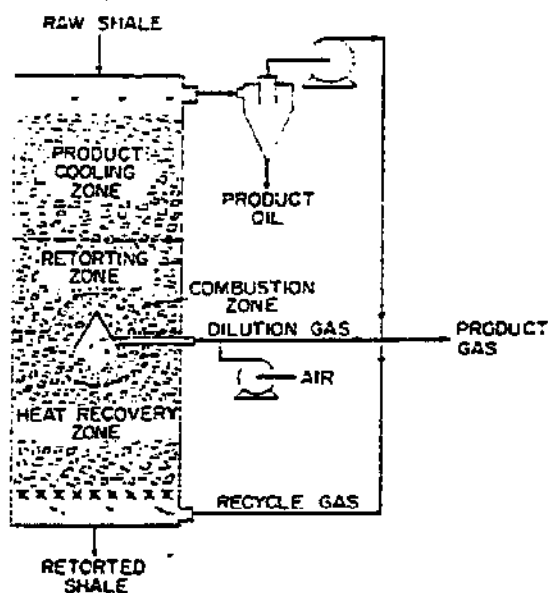 RAW SHALE
PRODUCT
COOLING
ZONE
PRODUCT
OIL
RETORTING
ZONE
COMBUSTION
ZONE
DILUTION GAS
PRODUCT
GAS
AIR
HEAT RECOVERY
ZONE
RECYCLE GAS
RETORTED
SHALE